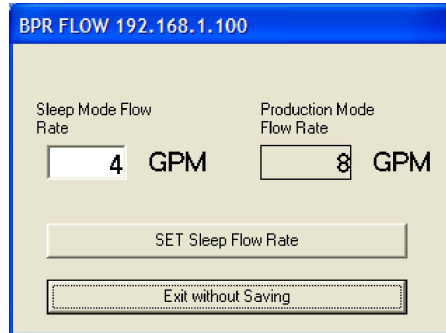 BPR FLOW 192.168.1.100
Sleep Mode Flow
Rate
Production Mode
Flow Rate
4 GPM
8 GPM
SET Sleep Flow Rate
Exit without Saving